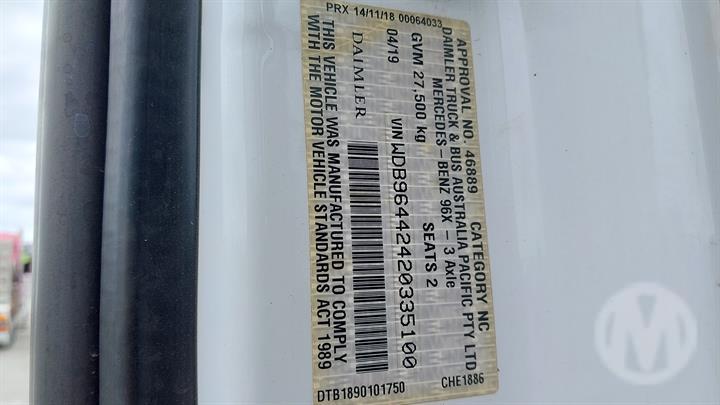 PRX 14/11/18 00064033
APPROVAL NO. 46889 CATEGORY NC
DAIMLER TRUCK & BUS AUSTRALIA PACIFIC PTY LTD
MERCEDES-BENZ 96X - 3 Axle
GVM 27,500 kg SEATS 2
04/19 VIN WDB96442420335100
DAIMLER
THIS VEHICLE WAS MANUFACTURED TO COMPLY
WITH THE MOTOR VEHICLE STANDARDS ACT 1989
DTB1890101750 CHE1886
M